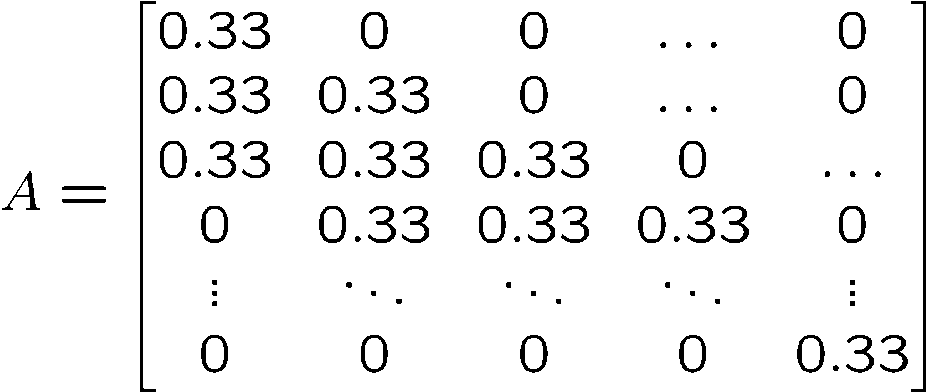 0.33 0 0 … 0
0.33 0.33 0 … 0
0.33 0.33 0.33 0 …
A = 0 0.33 0.33 0.33 0
⋮ ⋱ ⋱ ⋱ ⋮
0 0 0 0 0.33